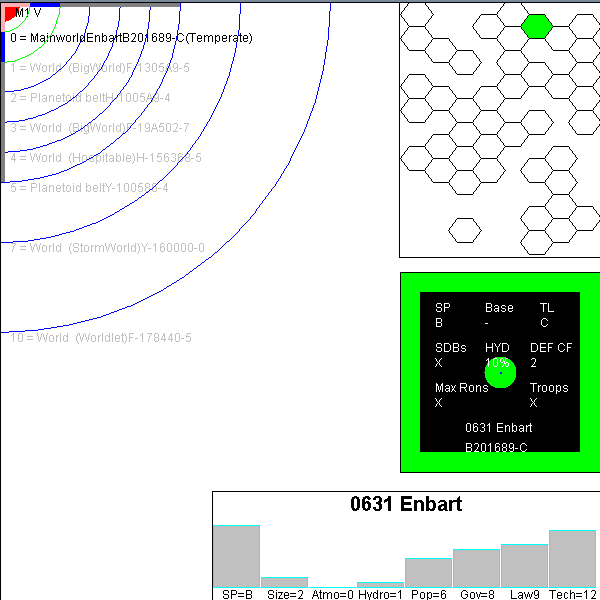 M1 V
0 = MainworldEnbartB201689-C(Temperate)
1 = World  (BigWorld)F-1305A9-5
2 = Planetoid beltH-1005A9-4
3 = World  (BigWorld)F-19A502-7
4 = World  (Hospitable)H-156368-5
5 = Planetoid beltY-100586-4
7 = World  (StormWorld)Y-160000-0
10 = World  (Worldlet)F-178440-5
SP Base TL
B - C
SDBs HYD DEF CF
X 10% 2
Max Rons Troops
X X
0631 Enbart
B201689-C
0631 Enbart
SP=B Size=2 Atmo=0 Hydro=1 Pop=6 Gov=8 Law9 Tech=12